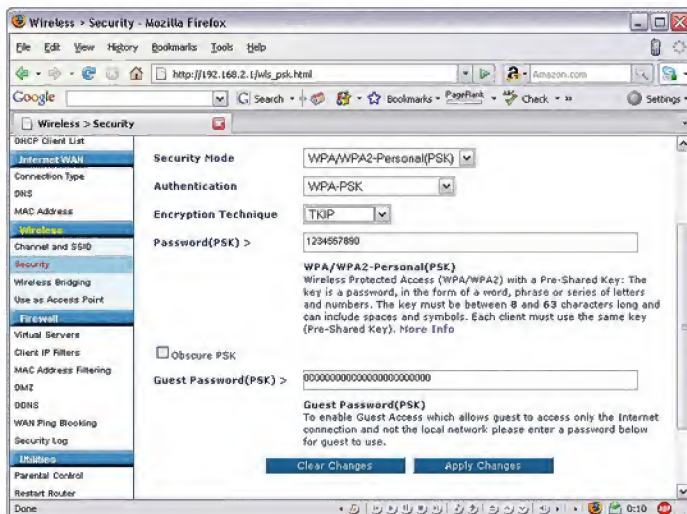 Wireless > Security - Mozilla Firefox
File Edit View History Bookmarks Tools Help
http://192.168.2.1/wls_psk.html
Amazon.com
Google
Search
Bookmarks
PageRank
Check
Settings
Wireless > Security
DHCP Client List
Internet WAN
Connection Type
DNS
MAC Address
Wireless
Channel and SSID
Security
Wireless Bridging
Use as Access Point
Firewall
Virtual Servers
Client IP Filters
MAC Address Filtering
DMZ
DDNS
WAN Ping Blocking
Security Log
Utilities
Parental Control
Restart Router
Security Mode WPA/WPA2-Personal(PSK)
Authentication WPA-PSK
Encryption Technique TKIP
Password(PSK) > 1234567890
WPA/WPA2-Personal(PSK)
Wireless Protected Access (WPA/WPA2) with a Pre-Shared Key: The
key is a password, in the form of a word, phrase or series of letters
and numbers. The key must be between 8 and 63 characters long and
can include spaces and symbols. Each client must use the same key
(Pre-Shared Key). More Info
Obscure PSK
Guest Password(PSK) >
Guest Password(PSK)
To enable Guest Access which allows guest to access only the Internet
connection and not the local network please enter a password below
for guest to use.
Clear Changes Apply Changes
Done
0:10
ABP